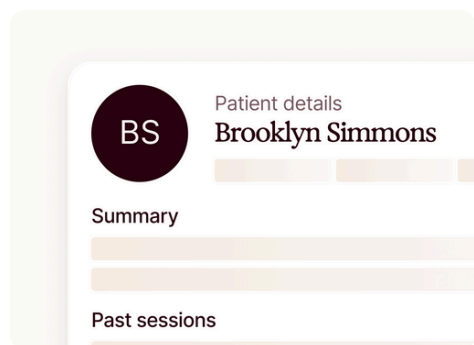 BS
Patient details
Brooklyn Simmons
Summary
Past sessions